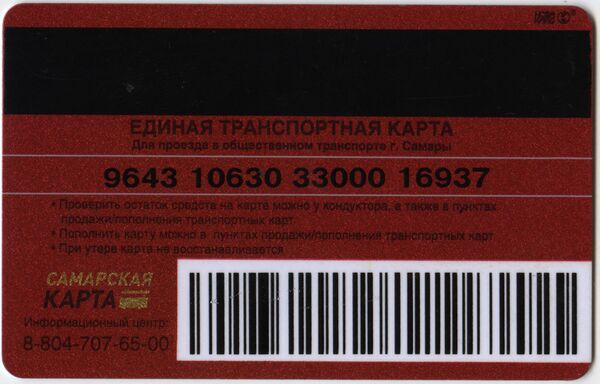 ЕДИНАЯ ТРАНСПОРТНАЯ КАРТА
Для проезда в общественном транспорте г. Самары
9643 10630 33000 16937
• Проверить остаток средств на карте можно у кондуктора, а также в пунктах
продажи/пополнения транспортных карт.
• Пополнить карту можно в пунктах продажи/пополнения транспортных карт
• При утере карта не восстанавливается
САМАРСКАЯ
КАРТА
Информационный центр:
8-804-707-65-00